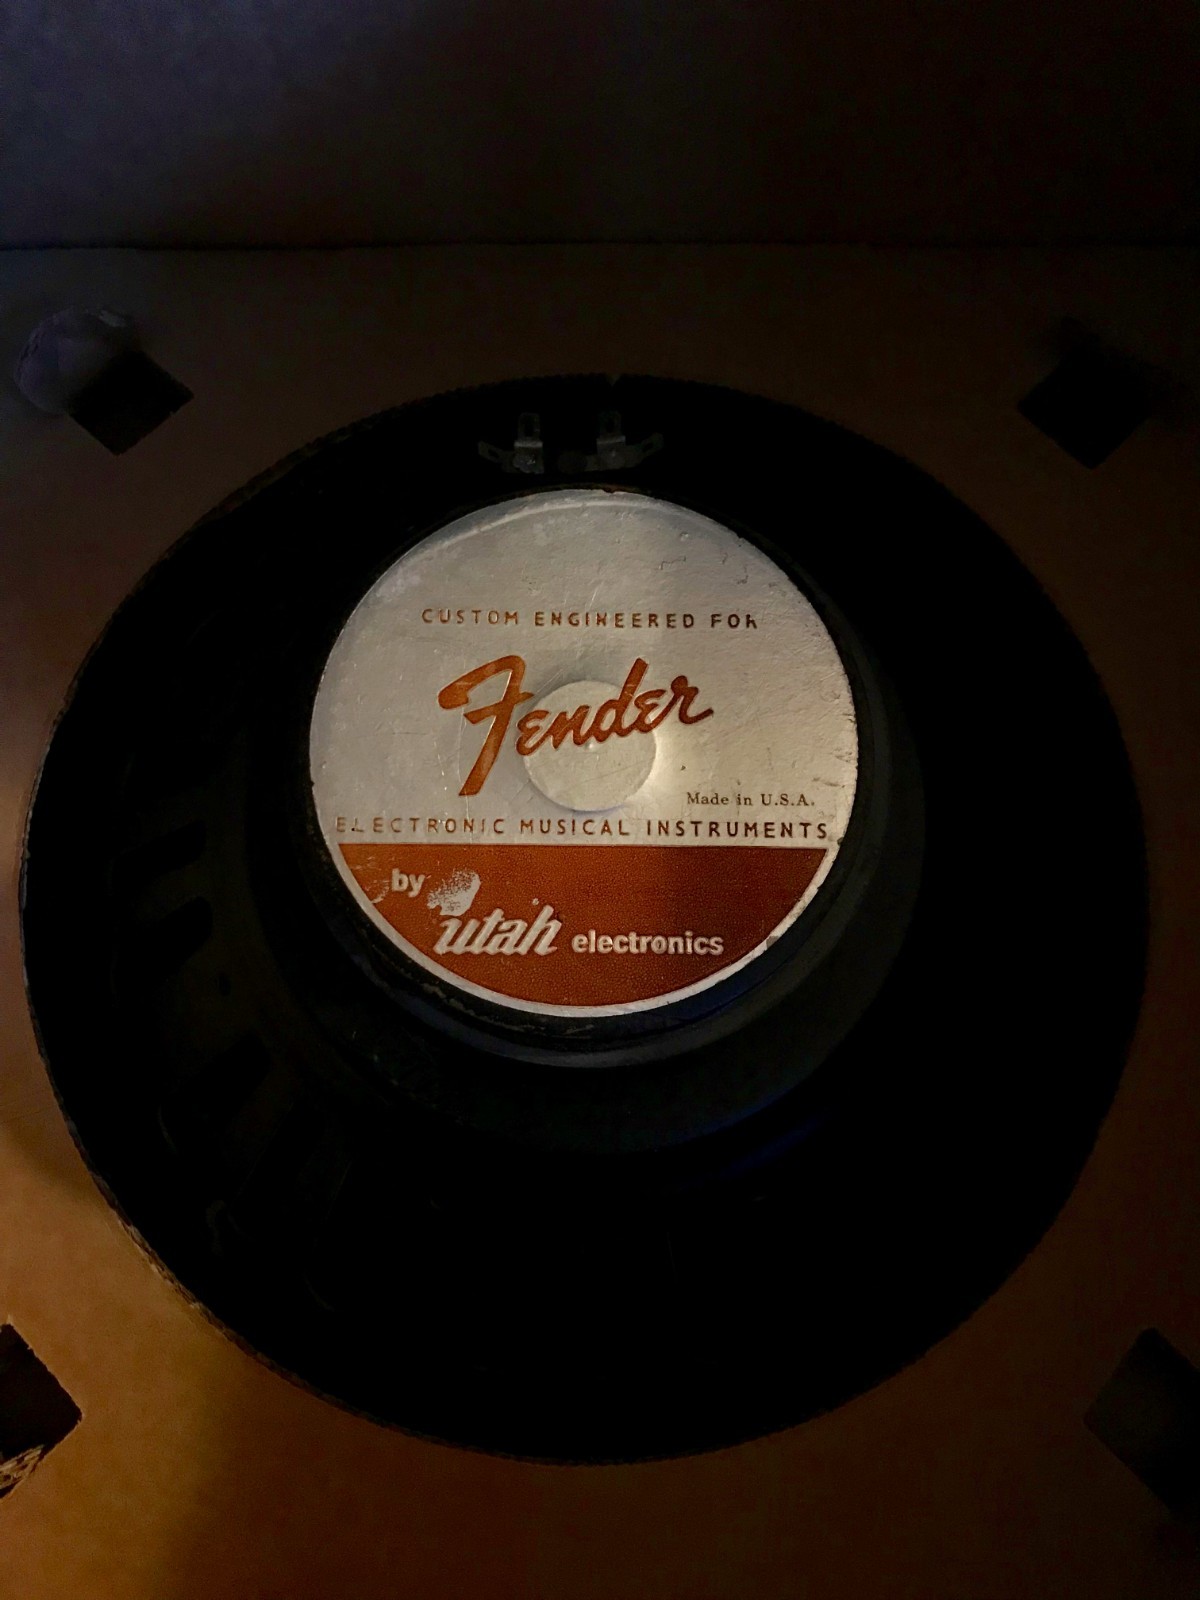 CUSTOM ENGINEERED FOR
Fender
Made in U.S.A.
ELECTRONIC MUSICAL INSTRUMENTS
by
utah electronics